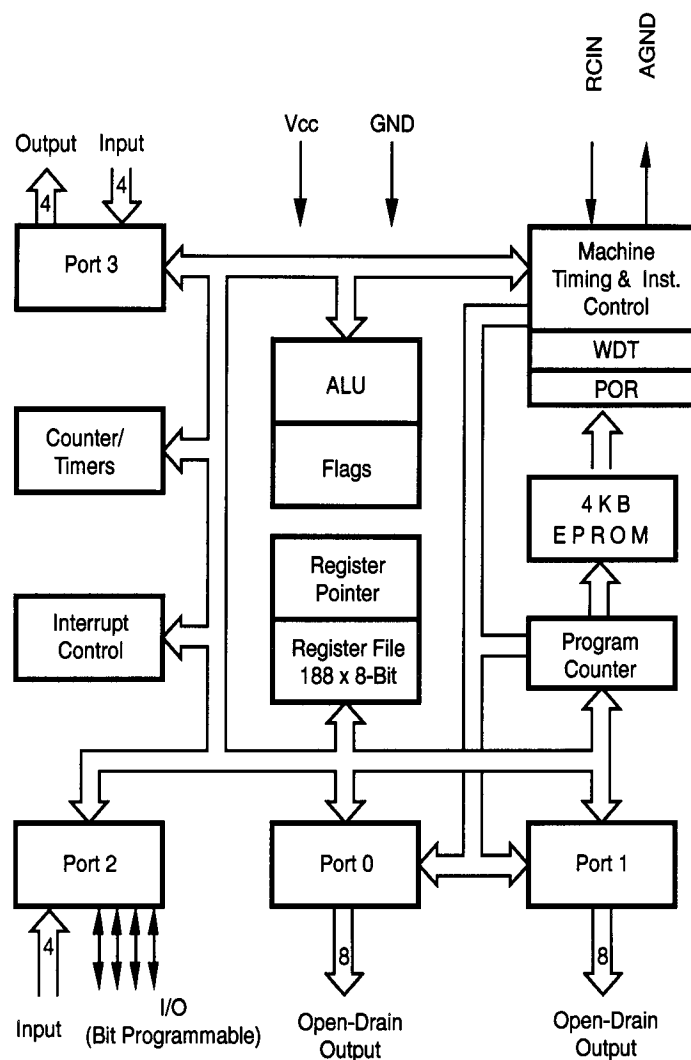 RCIN
AGND
Vcc
GND
Output
Input
4
4
Port 3
Machine
Timing & Inst.
Control
WDT
POR
ALU
Flags
Counter/
Timers
4 K B
E P R O M
Register
Pointer
Register File
188 x 8-Bit
Interrupt
Control
Program
Counter
Port 2
Port 0
Port 1
4
8
8
Input
I/O
(Bit Programmable)
Open-Drain
Output
Open-Drain
Output